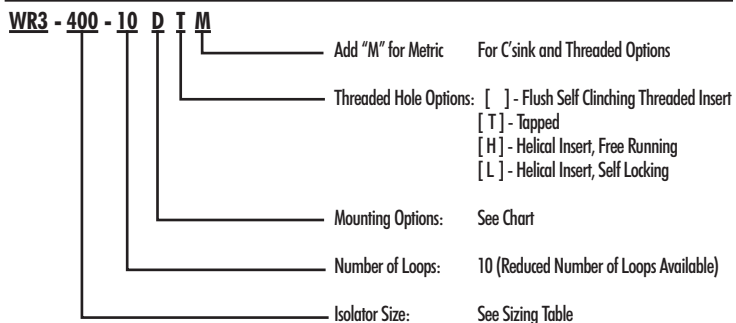 WR3 - 400 - 10 D T M
Add “M” for Metric For C’sink and Threaded Options
Threaded Hole Options: [ ] - Flush Self Clinching Threaded Insert
[ T ] - Tapped
[ H ] - Helical Insert, Free Running
[ L ] - Helical Insert, Self Locking
Mounting Options: See Chart
Number of Loops: 10 (Reduced Number of Loops Available)
Isolator Size: See Sizing Table